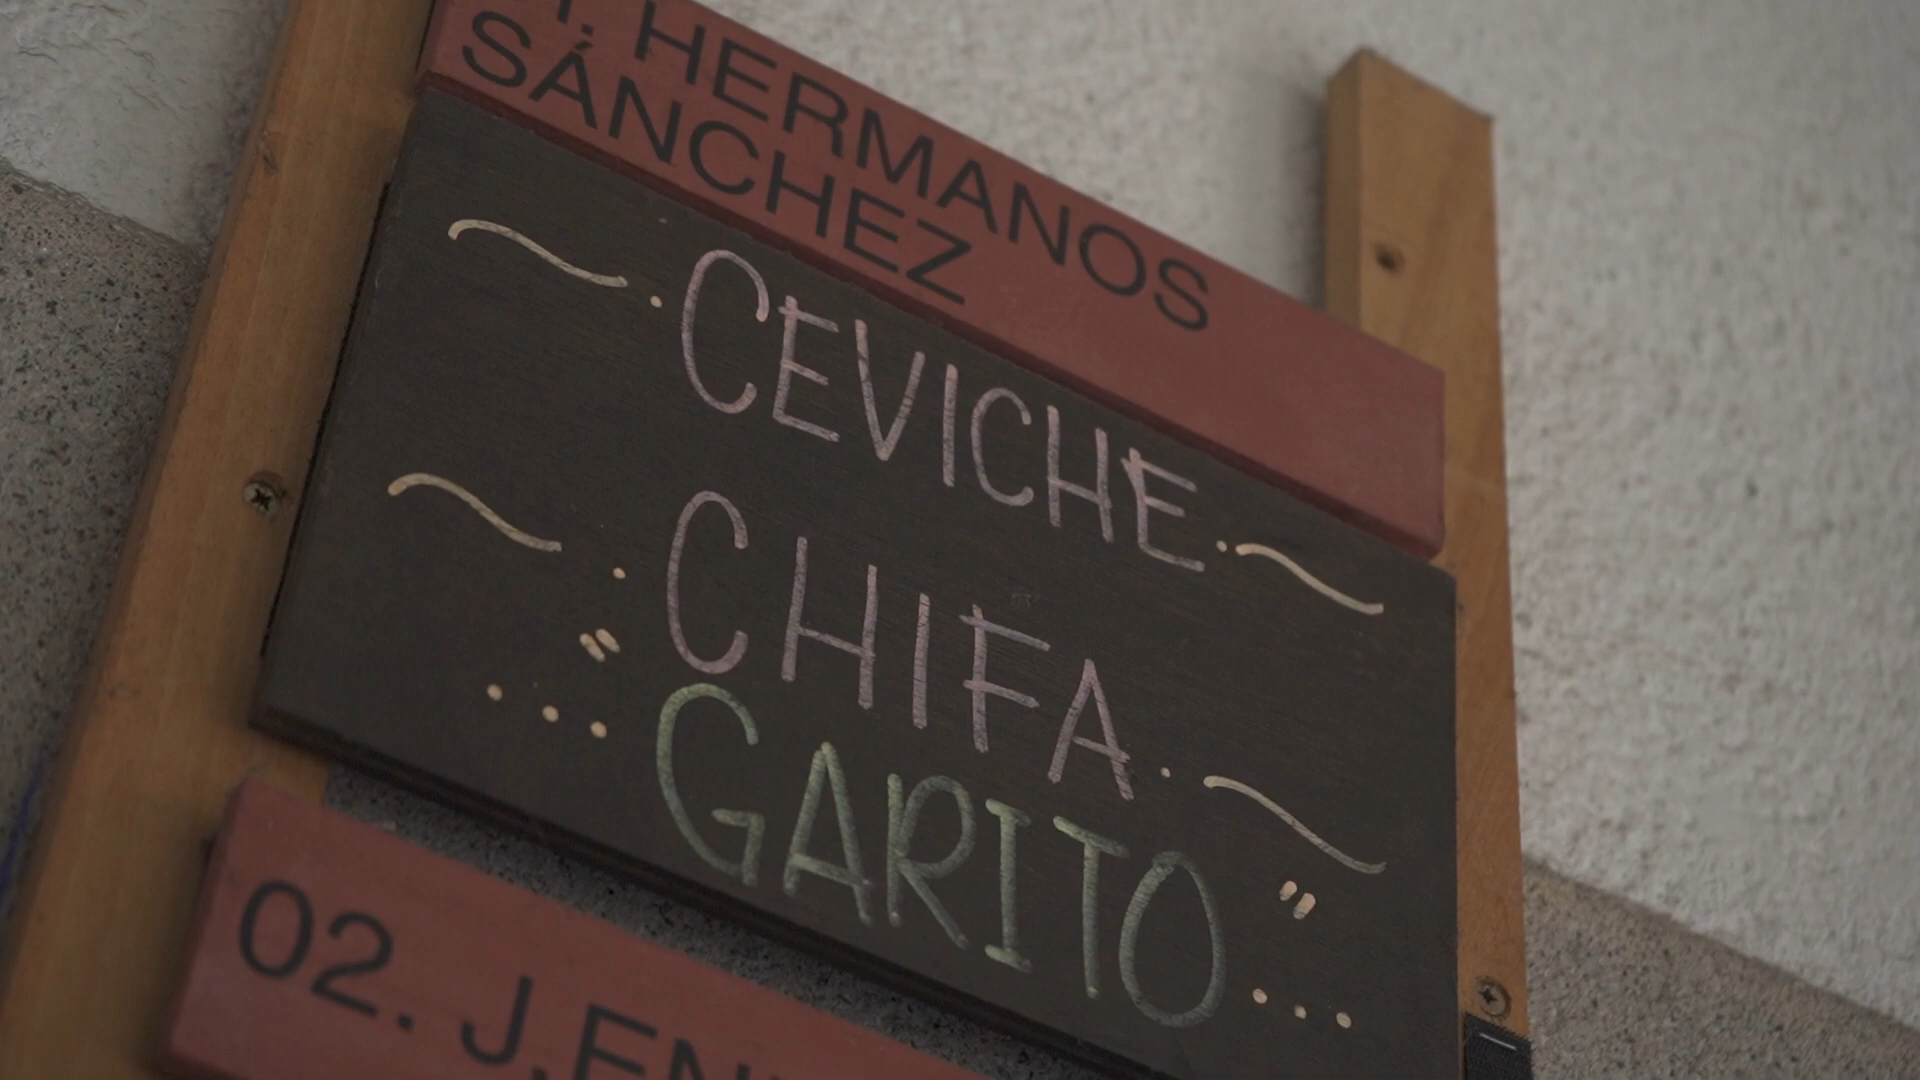 HERMANOS
SÁNCHEZ
CEVICHE
CHIFA
"GARITO"
02.